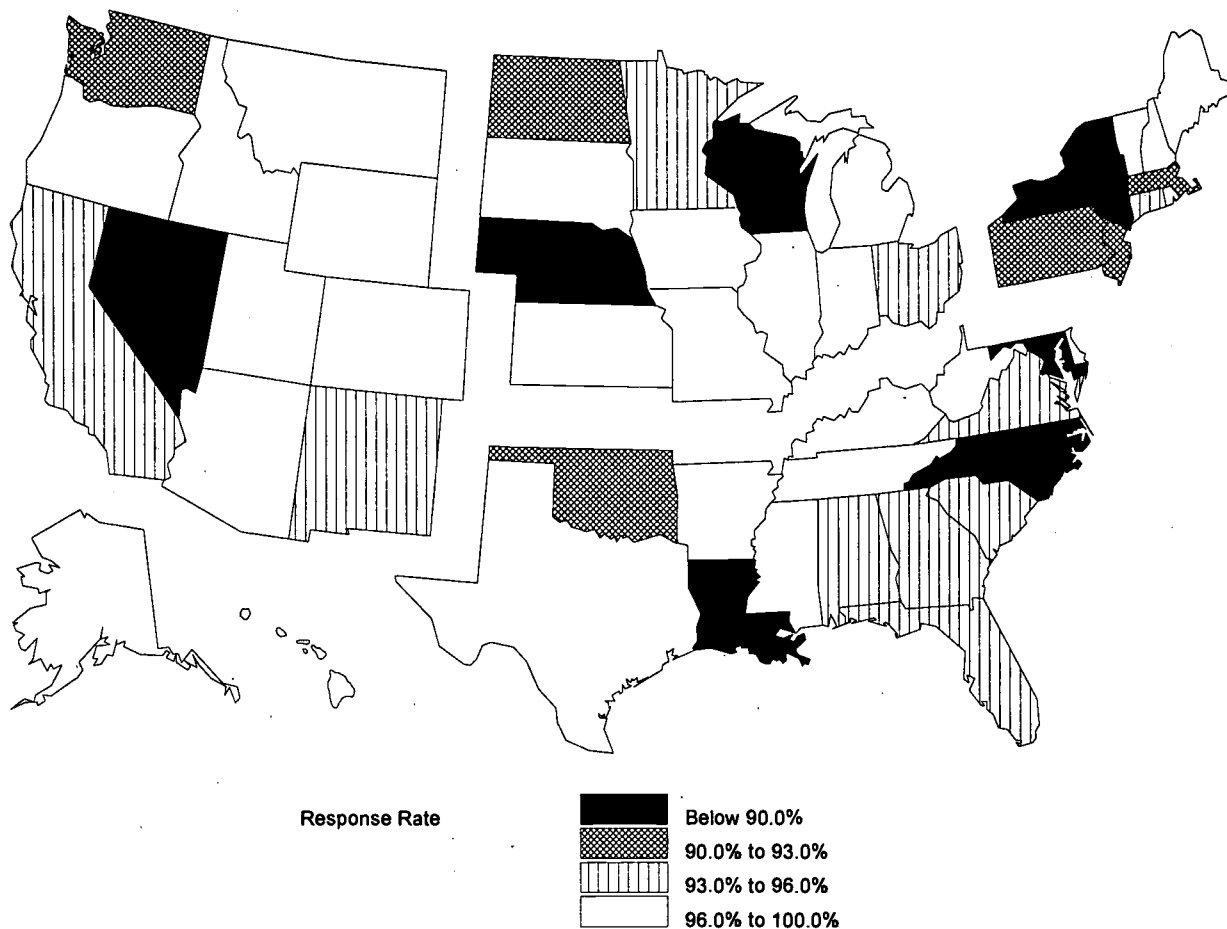 Response Rate
Below 90.0%
90.0% to 93.0%
93.0% to 96.0%
96.0% to 100.0%